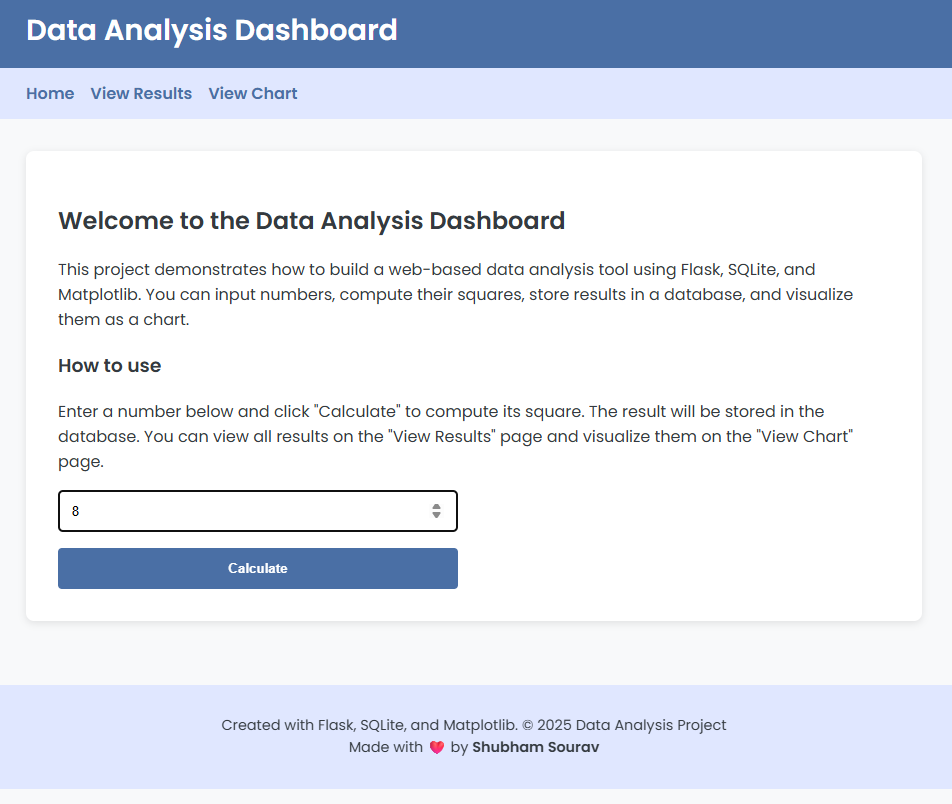 Data Analysis Dashboard
Home View Results View Chart
Welcome to the Data Analysis Dashboard
This project demonstrates how to build a web-based data analysis tool using Flask, SQLite, and
Matplotlib. You can input numbers, compute their squares, store results in a database, and visualize
them as a chart.
How to use
Enter a number below and click "Calculate" to compute its square. The result will be stored in the
database. You can view all results on the "View Results" page and visualize them on the "View Chart"
page.
8
Calculate
Created with Flask, SQLite, and Matplotlib. © 2025 Data Analysis Project
Made with ❤️ by Shubham Sourav